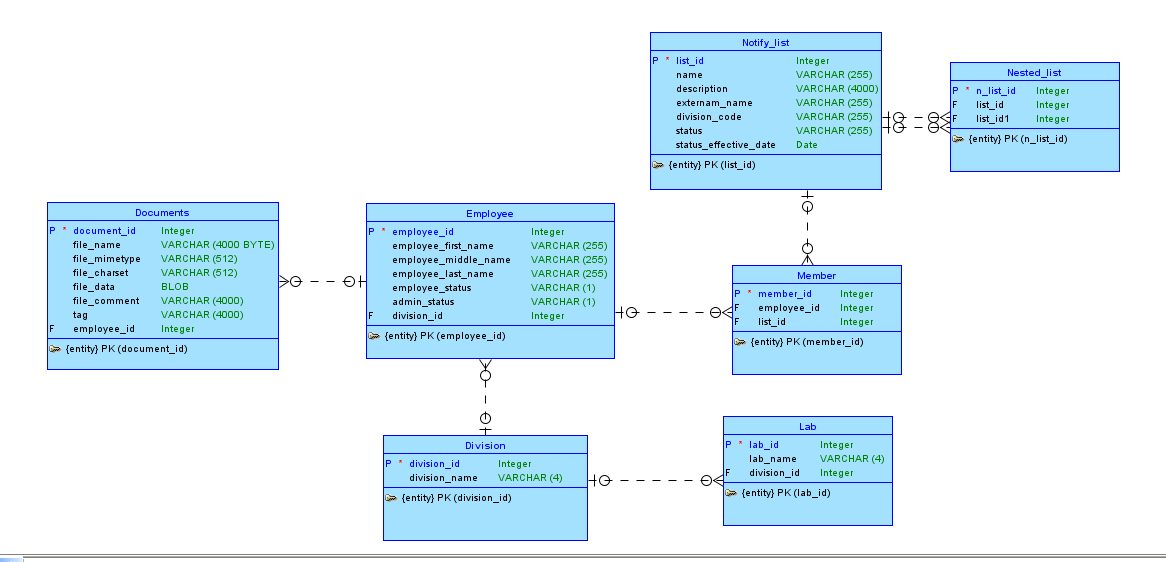 Notify_list
P * list_id Integer
name VARCHAR (255)
description VARCHAR (4000)
externam_name VARCHAR (255)
division_code VARCHAR (255)
status VARCHAR (255)
status_effective_date Date
{entity} PK (list_id)
Nested_list
P * n_list_id Integer
F list_id Integer
F list_id1 Integer
{entity} PK (n_list_id)
Documents
P * document_id Integer
file_name VARCHAR (4000 BYTE)
file_mimetype VARCHAR (512)
file_charset VARCHAR (512)
file_data BLOB
file_comment VARCHAR (4000)
tag VARCHAR (4000)
F employee_id Integer
{entity} PK (document_id)
Employee
P * employee_id Integer
employee_first_name VARCHAR (255)
employee_middle_name VARCHAR (255)
employee_last_name VARCHAR (255)
employee_status VARCHAR (1)
admin_status VARCHAR (1)
F division_id Integer
{entity} PK (employee_id)
Member
P * member_id Integer
F employee_id Integer
F list_id Integer
{entity} PK (member_id)
Division
P * division_id Integer
division_name VARCHAR (4)
{entity} PK (division_id)
Lab
P * lab_id Integer
lab_name VARCHAR (4)
F division_id Integer
{entity} PK (lab_id)